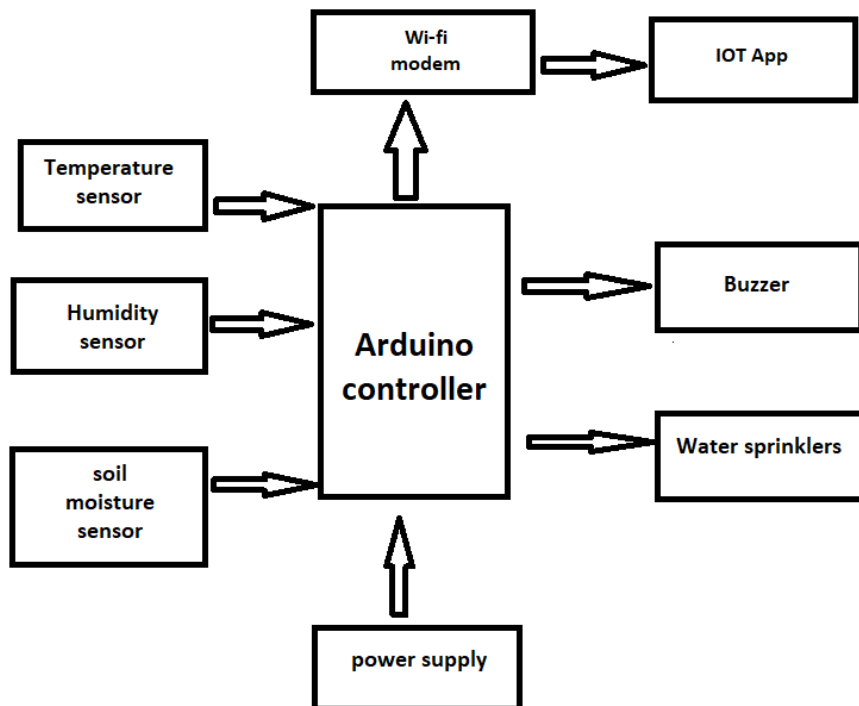 Wi-fi
modem
IOT App
Temperature
sensor
Humidity
sensor
Arduino
controller
Buzzer
soil
moisture
sensor
Water sprinklers
power supply